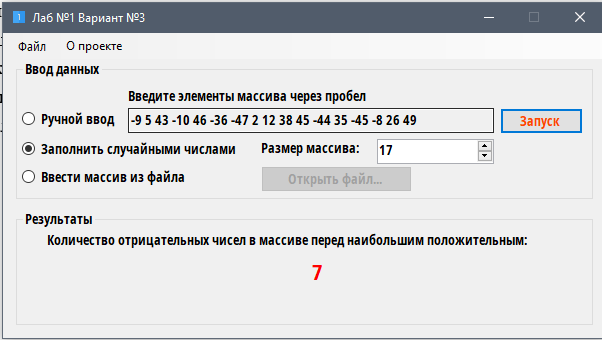 Лаб №1 Вариант №3
Файл О проекте
Ввод данных
Введите элементы массива через пробел
Ручной ввод -9 5 43 -10 46 -36 -47 2 12 38 45 -44 35 -45 -8 26 49 Запуск
Заполнить случайными числами Размер массива: 17
Ввести массив из файла Открыть файл...
Результаты
Количество отрицательных чисел в массиве перед наибольшим положительным:
7